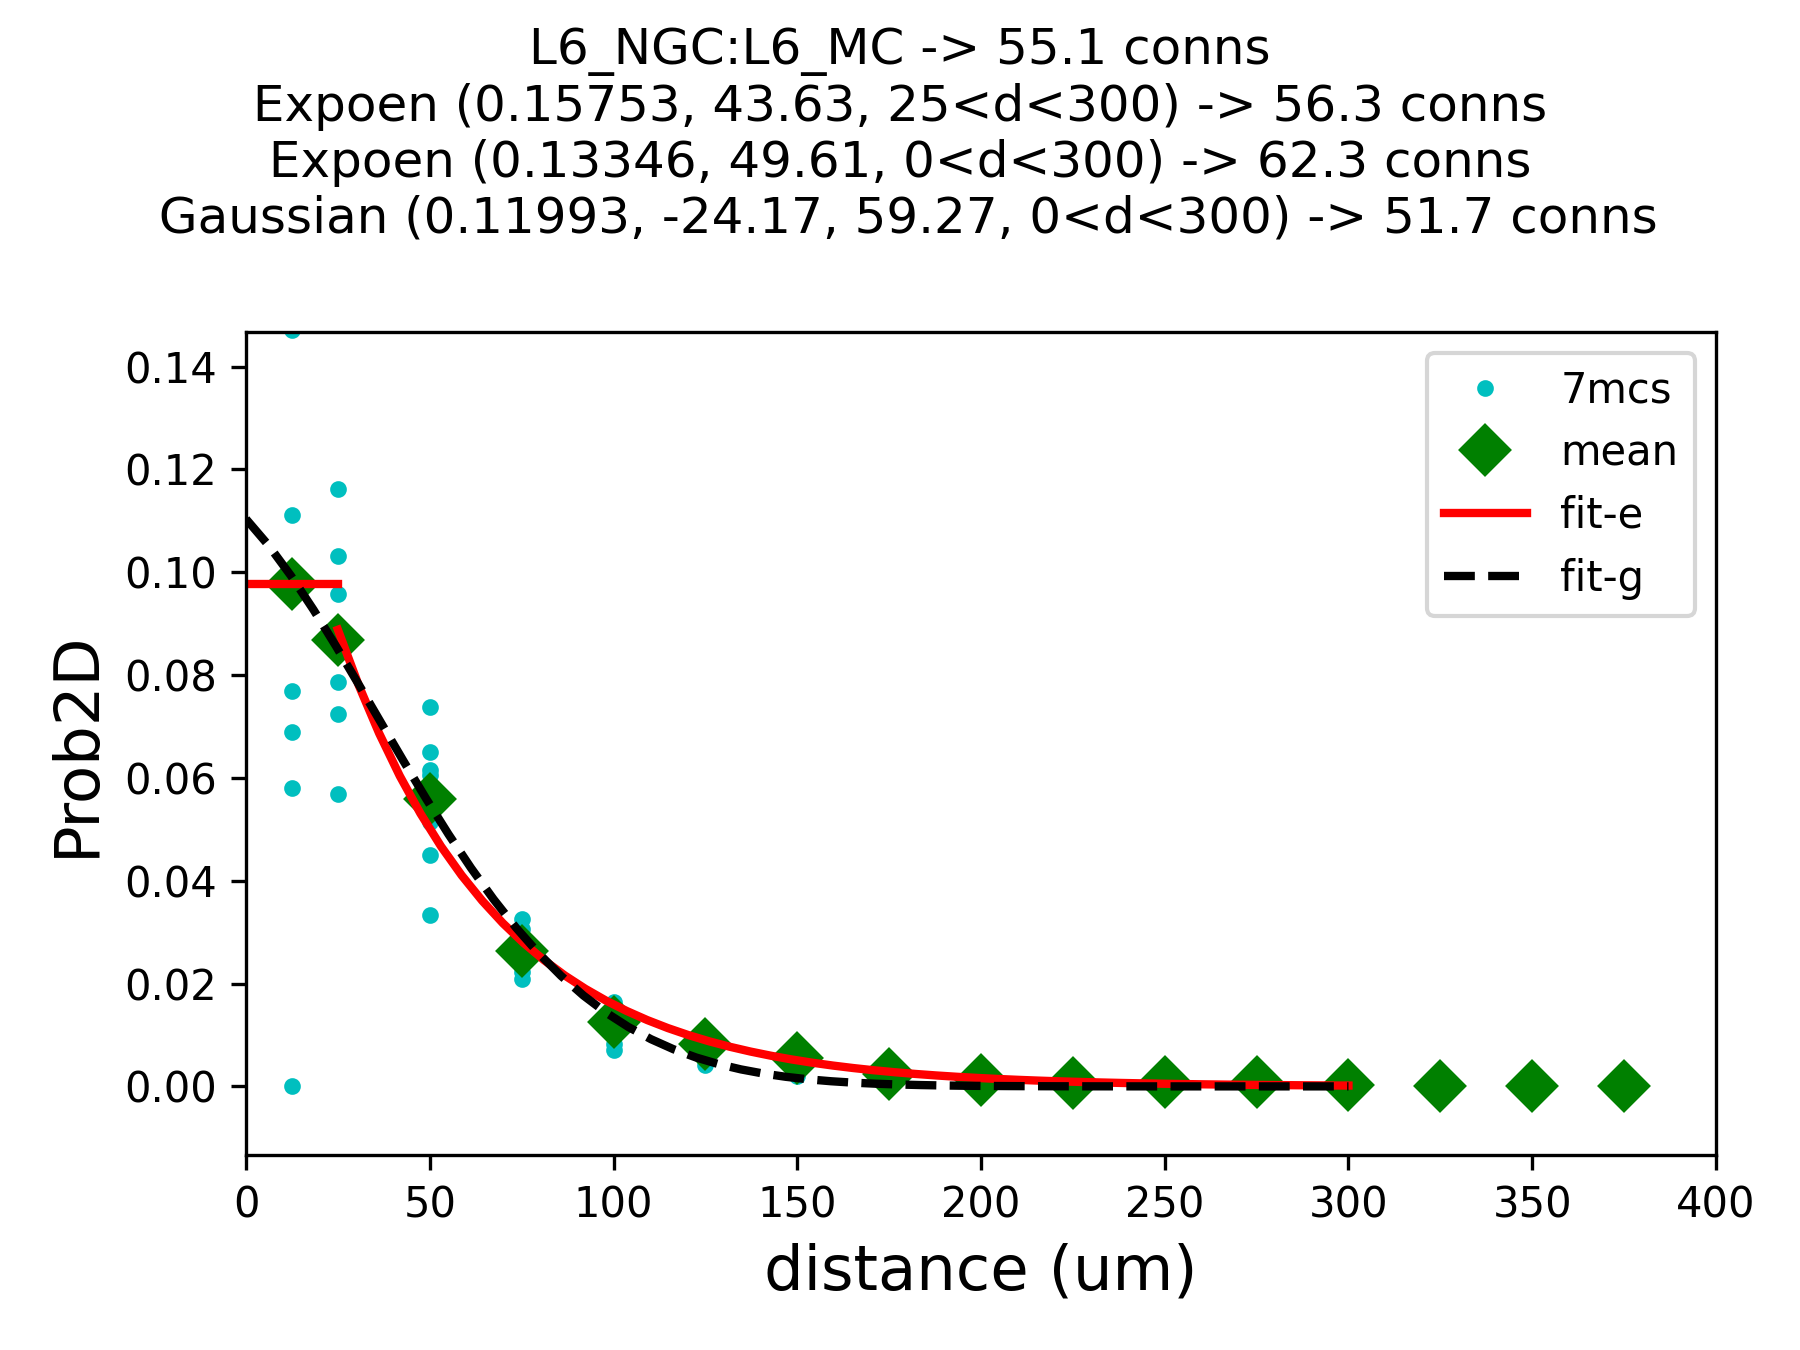 L6_NGC:L6_MC -> 55.1 conns
Expoen (0.15753, 43.63, 25<d<300) -> 56.3 conns
Expoen (0.13346, 49.61, 0<d<300) -> 62.3 conns
Gaussian (0.11993, -24.17, 59.27, 0<d<300) -> 51.7 conns
0.14
0.12
0.10
0.08
0.06
0.04
0.02
0.00
Prob2D
7mcs
mean
fit-e
fit-g
0 50 100 150 200 250 300 350 400
distance (um)